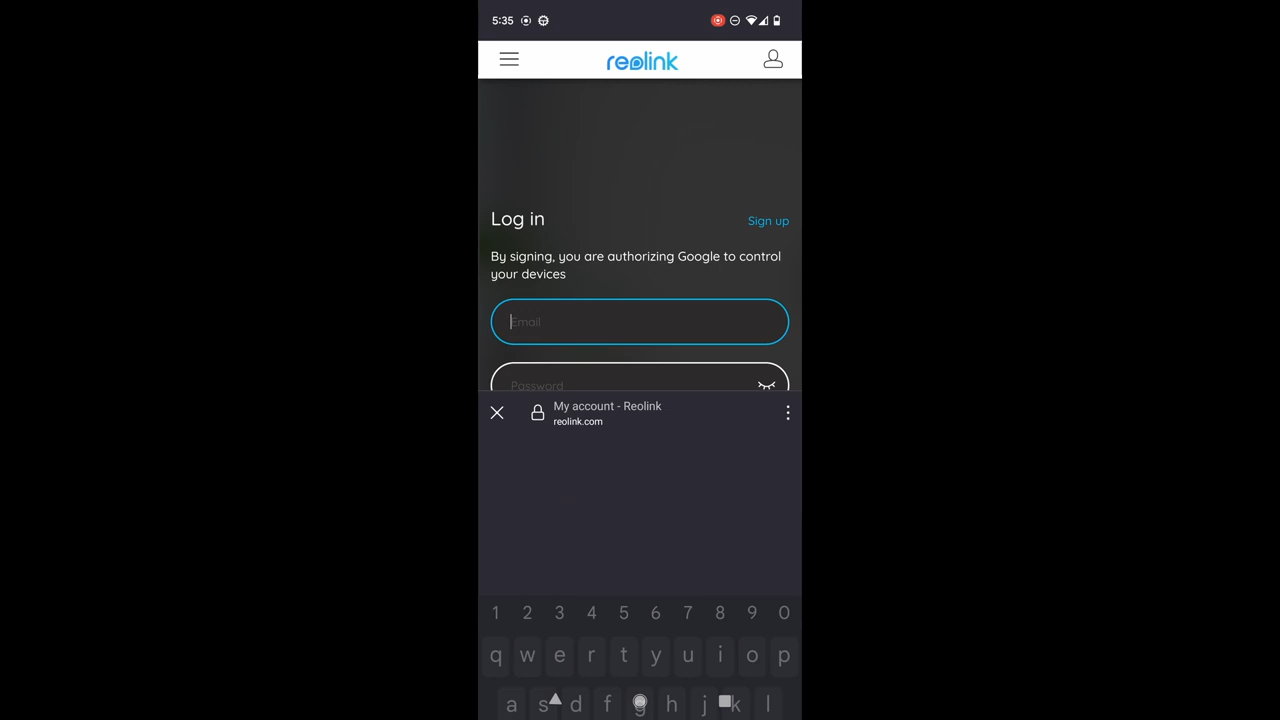 5:35
reolink
Log in
Sign up
By signing, you are authorizing Google to control
your devices
Email
Password
My account - Reolink
reolink.com
1 2 3 4 5 6 7 8 9 0
q w e r t y u i o p
a s d f g h j k l